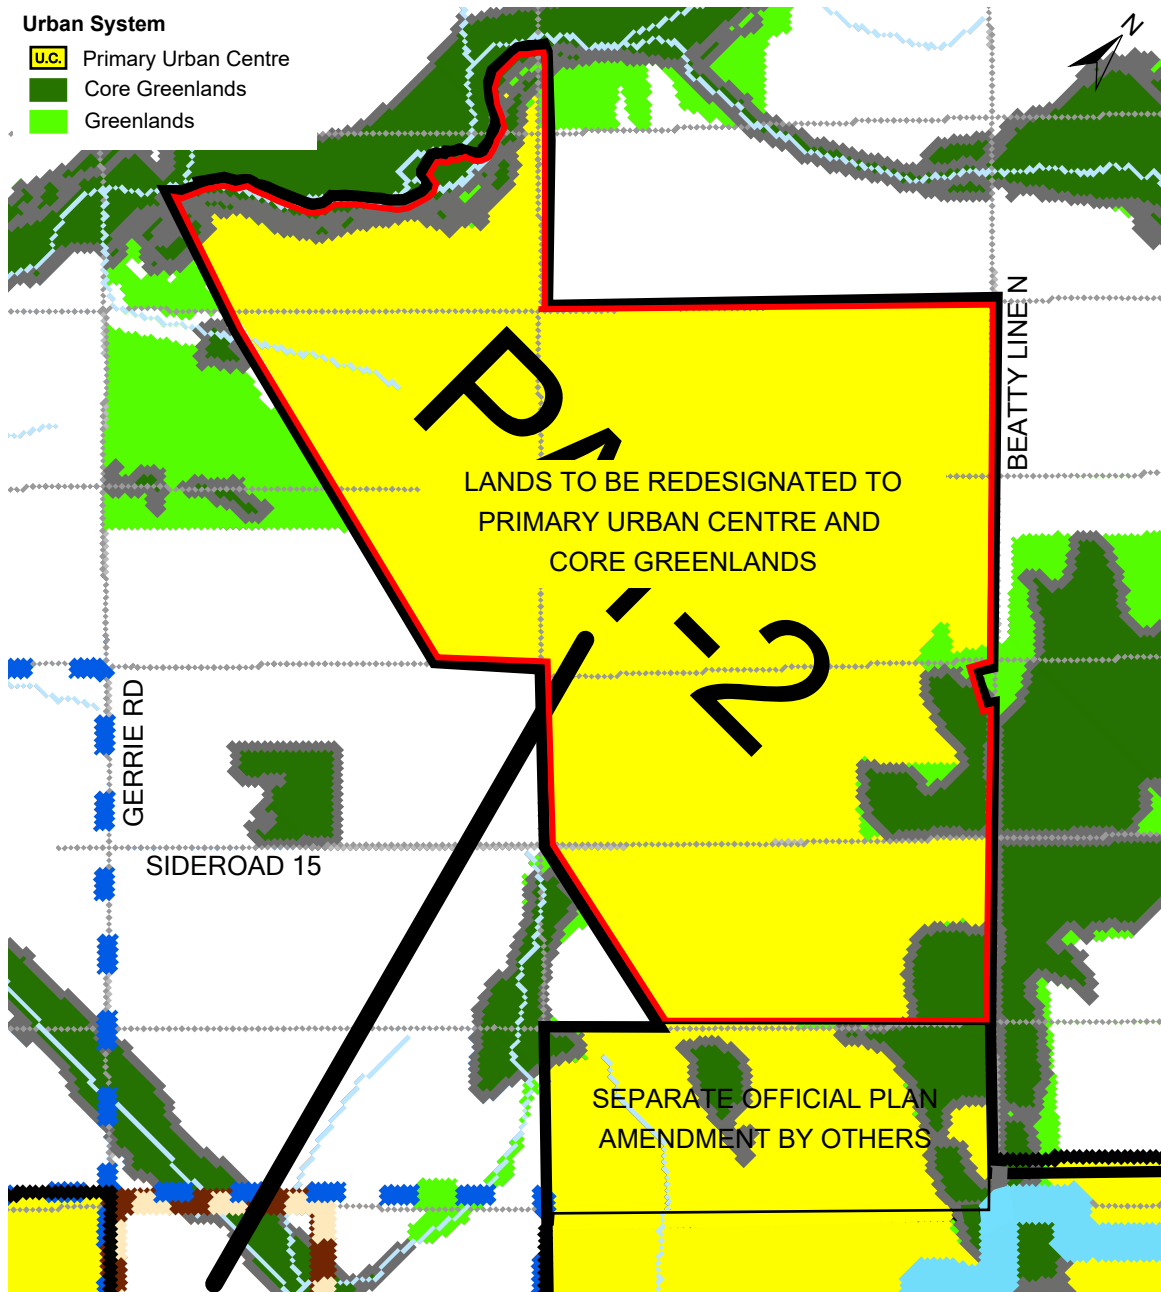 Urban System
U.C. Primary Urban Centre
Core Greenlands
Greenlands
N
BEATTY LINE N
LANDS TO BE REDESIGNATED TO
PRIMARY URBAN CENTRE AND
CORE GREENLANDS
GERRIE RD
SIDEROAD 15
SEPARATE OFFICIAL PLAN
AMENDMENT BY OTHERS